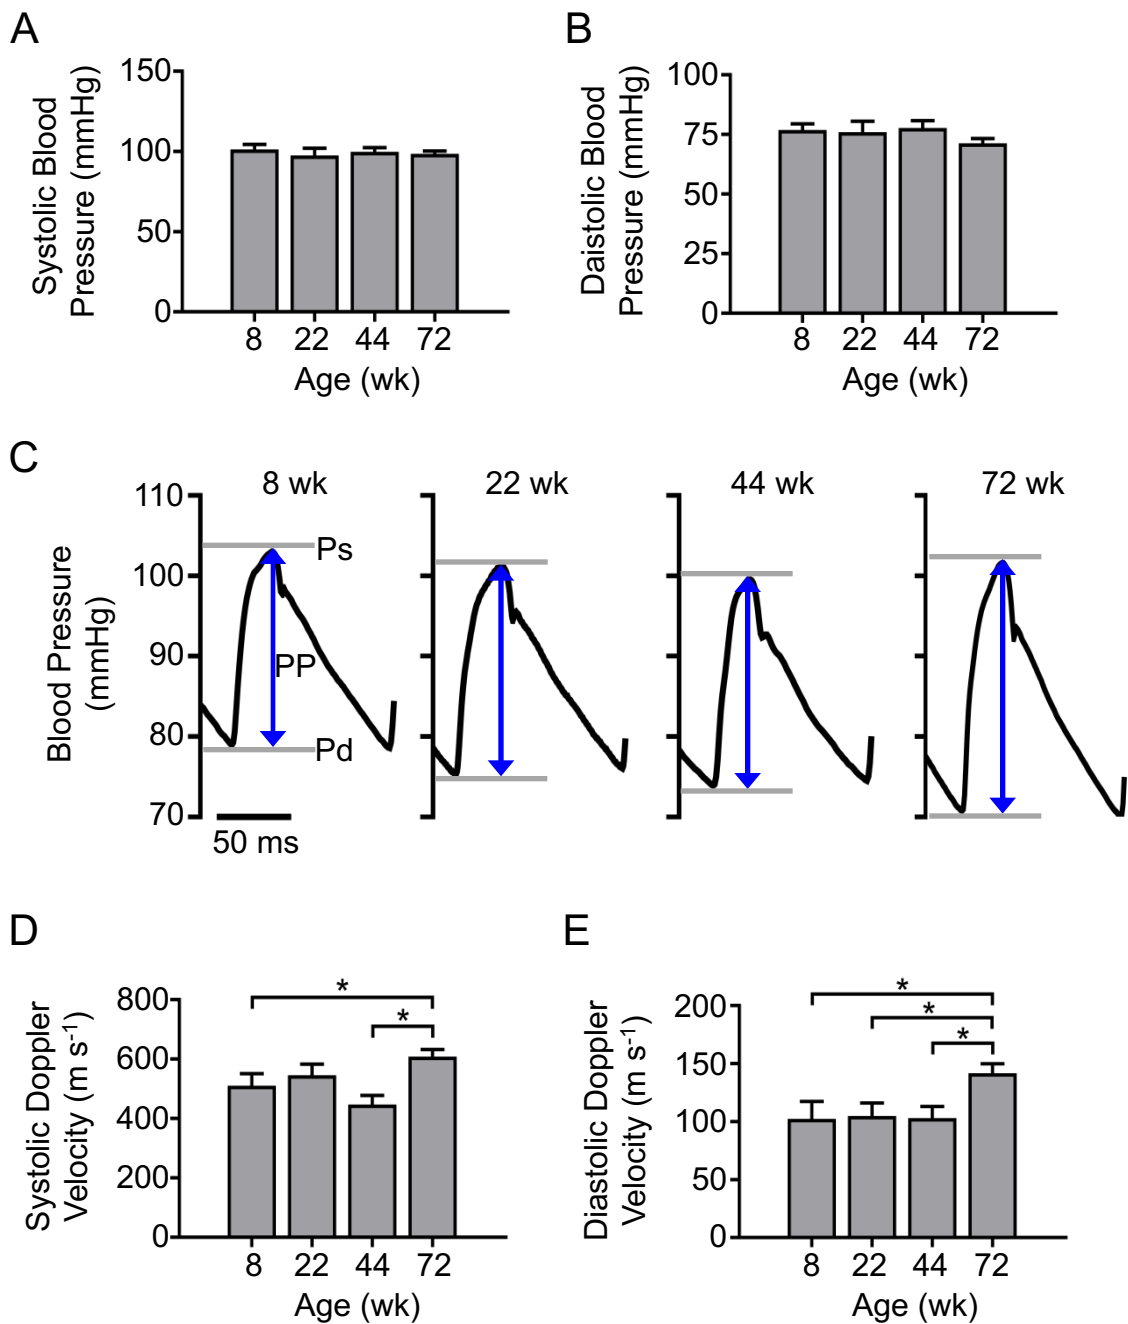 A
Systolic Blood
Pressure (mmHg)
150
100
50
0
8 22 44 72
Age (wk)
B
Daistolic Blood
Pressure (mmHg)
100
75
50
25
0
8 22 44 72
Age (wk)
C
Blood Pressure
(mmHg)
110
100
90
80
70
8 wk
22 wk
44 wk
72 wk
Ps
PP
Pd
50 ms
D
Systolic Doppler
Velocity (m s⁻¹)
800
600
400
200
0
*
*
8 22 44 72
Age (wk)
E
Diastolic Doppler
Velocity (m s⁻¹)
200
150
100
50
0
*
*
*
8 22 44 72
Age (wk)